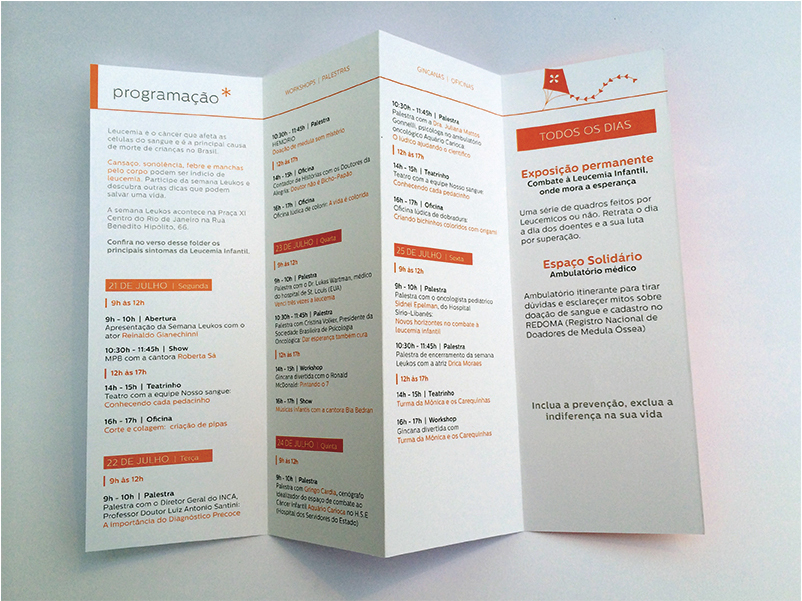 programação*
Leucemia é o câncer que afeta as
células do sangue e é a principal causa
de morte de crianças no Brasil.
Cansaço, sonolência, febre e manchas
pelo corpo podem ser indício de
leucemia. Participe da semana Leukos e
descubra outras dicas que podem
salvar uma vida.
A semana Leukos acontece na Praça XI
Centro do Rio de Janeiro na Rua
Benedito Hipólito, 66.
Confira no verso desse folder os
principais sintomas da Leucemia Infantil.
21 DE JULHO | Segunda
9h às 12h
9h - 10h | Abertura
Apresentação da Semana Leukos com o
ator Reinaldo Gianechinni
10:30h - 11:45h | Show
MPB com a cantora Roberta Sá
12h às 17h
14h - 15h | Teatrinho
Teatro com a equipe Nosso sangue:
Conhecendo cada pedacinho
16h - 17h | Oficina
Corte e colagem: criação de pipas
22 DE JULHO | Terça
9h às 12h
9h - 10h | Palestra
Palestra com o Diretor Geral do INCA,
Professor Doutor Luiz Antonio Santini:
A Importância do Diagnóstico Precoce
WORKSHOPS | PALESTRAS
10:30h - 11:45h | Palestra
HEMORIO
Doação de medula sem mistério
12h às 17h
14h - 15h | Oficina
Contador de Histórias com os Doutores da
Alegria: Doutor não é Bicho-Papão
16h - 17h | Oficina
Oficina lúdica de colorir: A vida é colorida
23 DE JULHO | Quarta
9h às 12h
9h - 10h | Palestra
Palestra com o Dr. Lukas Wartman, médico
do hospital de St. Louis (EUA)
Venci três vezes a leucemia
10:30h - 11:45h | Palestra
Palestra com Cristina Volker, Presidente da
Sociedade Brasileira de Psicologia
Oncológica: Dar esperança também cura
12h às 17h
14h - 15h | Workshop
Gincana divertida com o Ronald
McDonald: Pintando o 7
16h - 17h | Show
Músicas infantis com a cantora Bia Bedran
24 DE JULHO | Quinta
9h às 12h
9h - 10h | Palestra
Palestra com Gringo Cardia, cenógrafo
idealizador do espaço de combate ao
Câncer Infantil Aquário Carioca no H.S.E
(Hospital dos Servidores do Estado)
GINCANAS | OFICINAS
10:30h - 11:45h | Palestra
Palestra com a Dra. Juliana Mattos
Gonnelli, psicóloga no ambulatório
oncológico Aquário Carioca
O lúdico ajudando o científico
12h às 17h
14h - 15h | Teatrinho
Teatro com a equipe Nosso sangue:
Conhecendo cada pedacinho
16h - 17h | Oficina
Oficina lúdica de dobradura:
Criando bichinhos coloridos com origami
25 DE JULHO | Sexta
9h às 12h
9h - 10h | Palestra
Palestra com o oncologista pediátrico
Sidnei Epelman, do Hospital
Sírio-Libanês:
Novos horizontes no combate a
leucemia infantil
10:30h - 11:45h | Palestra
Palestra de encerramento da semana
Leukos com a atriz Drica Moraes
12h às 17h
14h - 15h | Teatrinho
Turma da Mônica e os Carequinhas
16h - 17h | Workshop
Gincana divertida com
Turma da Mônica e os Carequinhas
TODOS OS DIAS
Exposição permanente
Combate à Leucemia Infantil,
onde mora a esperança
Uma série de quadros feitos por
Leucemicos ou não. Retrata o dia
a dia dos doentes e a sua luta
por superação.
Espaço Solidário
Ambulatório médico
Ambulatório itinerante para tirar
dúvidas e esclareçer mitos sobre
doação de sangue e cadastro no
REDOMA (Registro Nacional de
Doadores de Medula Óssea)
Inclua a prevenção, exclua a
indiferença na sua vida